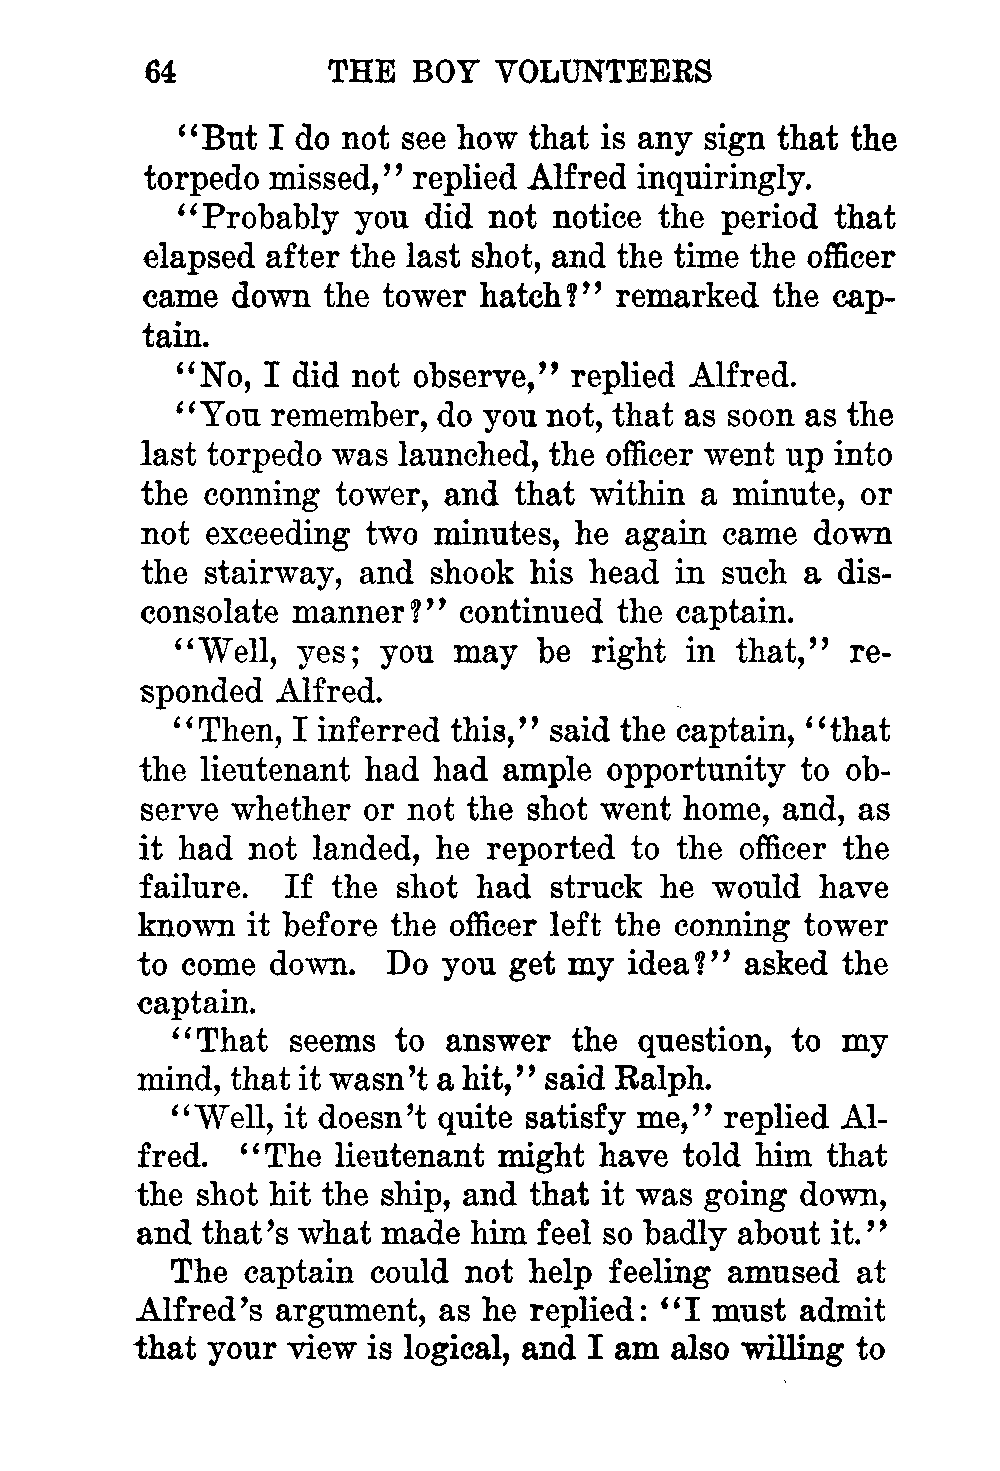 64 THE BOY VOLUNTEERS
"But I do not see how that is any sign that the
torpedo missed," replied Alfred inquiringly.
"Probably you did not notice the period that
elapsed after the last shot, and the time the officer
came down the tower hatch?" remarked the cap-
tain.
"No, I did not observe," replied Alfred.
"You remember, do you not, that as soon as the
last torpedo was launched, the officer went up into
the conning tower, and that within a minute, or
not exceeding two minutes, he again came down
the stairway, and shook his head in such a dis-
consolate manner?" continued the captain.
"Well, yes; you may be right in that," re-
sponded Alfred.
"Then, I inferred this," said the captain, "that
the lieutenant had had ample opportunity to ob-
serve whether or not the shot went home, and, as
it had not landed, he reported to the officer the
failure. If the shot had struck he would have
known it before the officer left the conning tower
to come down. Do you get my idea?" asked the
captain.
"That seems to answer the question, to my
mind, that it wasn't a hit," said Ralph.
"Well, it doesn't quite satisfy me," replied Al-
fred. "The lieutenant might have told him that
the shot hit the ship, and that it was going down,
and that's what made him feel so badly about it."
The captain could not help feeling amused at
Alfred's argument, as he replied: "I must admit
that your view is logical, and I am also willing to